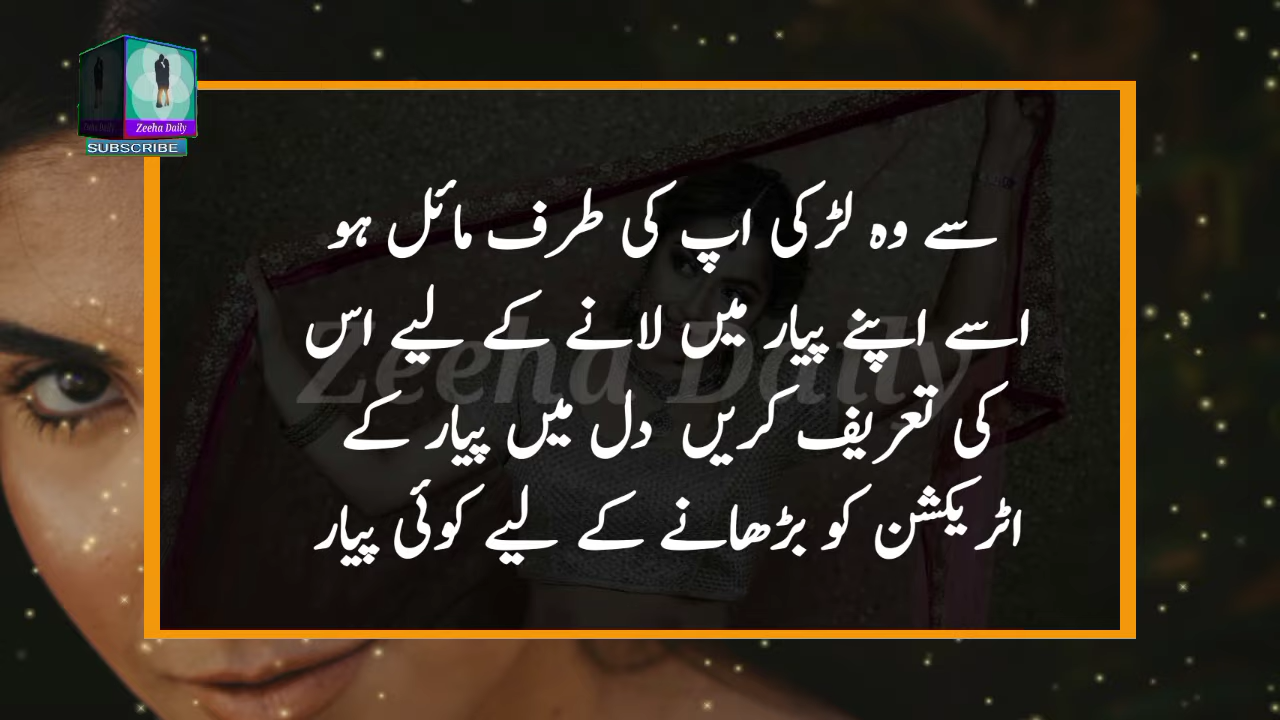 Zeeha Daily
SUBSCRIBE
سے وہ لڑکی اپ کی طرف مائل ہو
اسے اپنے پیار میں لانے کے لیے اس
کی تعریف کریں دل میں پیار کے
اٹریکشن کو بڑھانے کے لیے کوئی پیار
Zeeha Daily